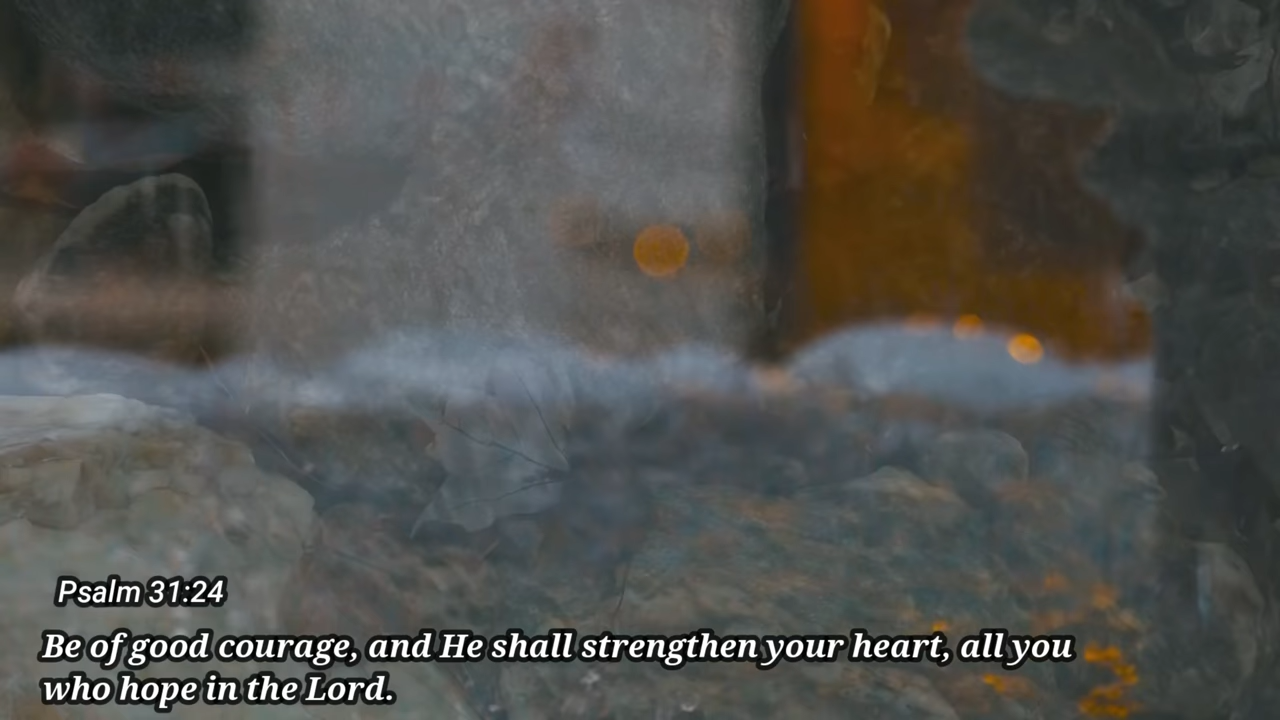 Psalm 31:24
Be of good courage, and He shall strengthen your heart, all you
who hope in the Lord.